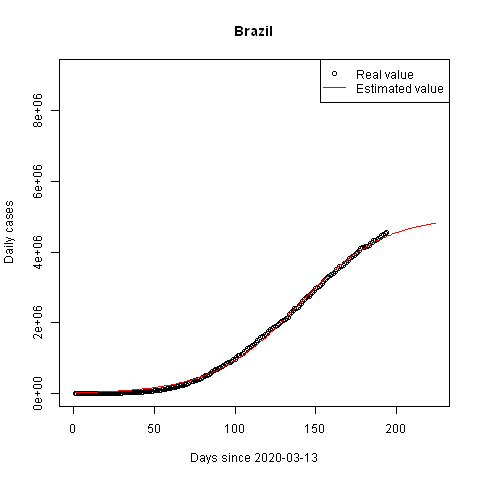 Brazil
Real value
Estimated value
Daily cases
8e+06
6e+06
4e+06
2e+06
0e+00
0 50 100 150 200
Days since 2020-03-13